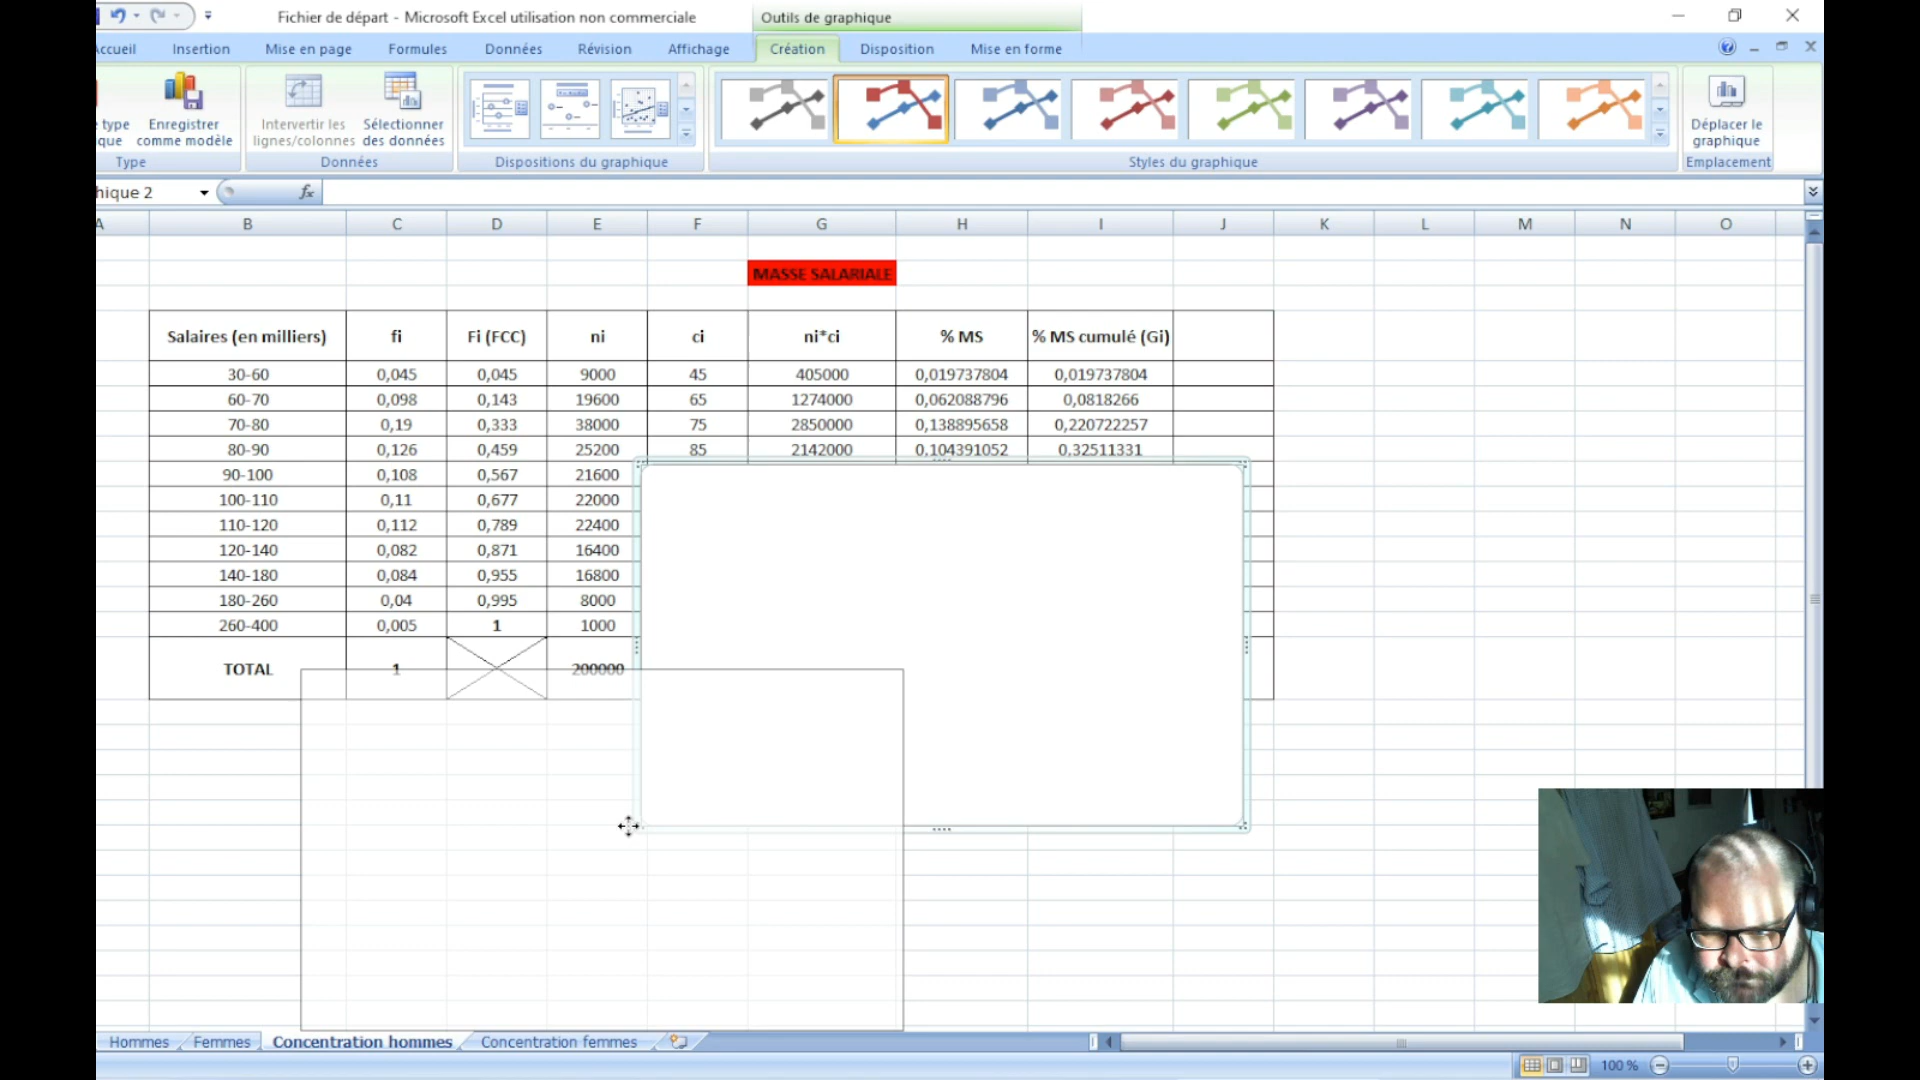 Fichier de départ - Microsoft Excel utilisation non commerciale
Outils de graphique
ccueil Insertion Mise en page Formules Données Révision Affichage Création Disposition Mise en forme
e type
que
Enregistrer
comme modèle
Intervertir les
lignes/colonnes
Sélectionner
des données
Déplacer le
graphique
Type Données Dispositions du graphique Styles du graphique Emplacement
hique 2 fx
A B C D E F G H I J K L M N O
MASSE SALARIALE
Salaires (en milliers) fi Fi (FCC) ni ci ni*ci % MS % MS cumulé (Gi)
30-60 0,045 0,045 9000 45 405000 0,019737804 0,019737804
60-70 0,098 0,143 19600 65 1274000 0,062088796 0,0818266
70-80 0,19 0,333 38000 75 2850000 0,138895658 0,220722257
80-90 0,126 0,459 25200 85 2142000 0,104391052 0,32511331
90-100 0,108 0,567 21600
100-110 0,11 0,677 22000
110-120 0,112 0,789 22400
120-140 0,082 0,871 16400
140-180 0,084 0,955 16800
180-260 0,04 0,995 8000
260-400 0,005 1 1000
TOTAL 1 200000
Hommes Femmes Concentration hommes Concentration femmes
100 %